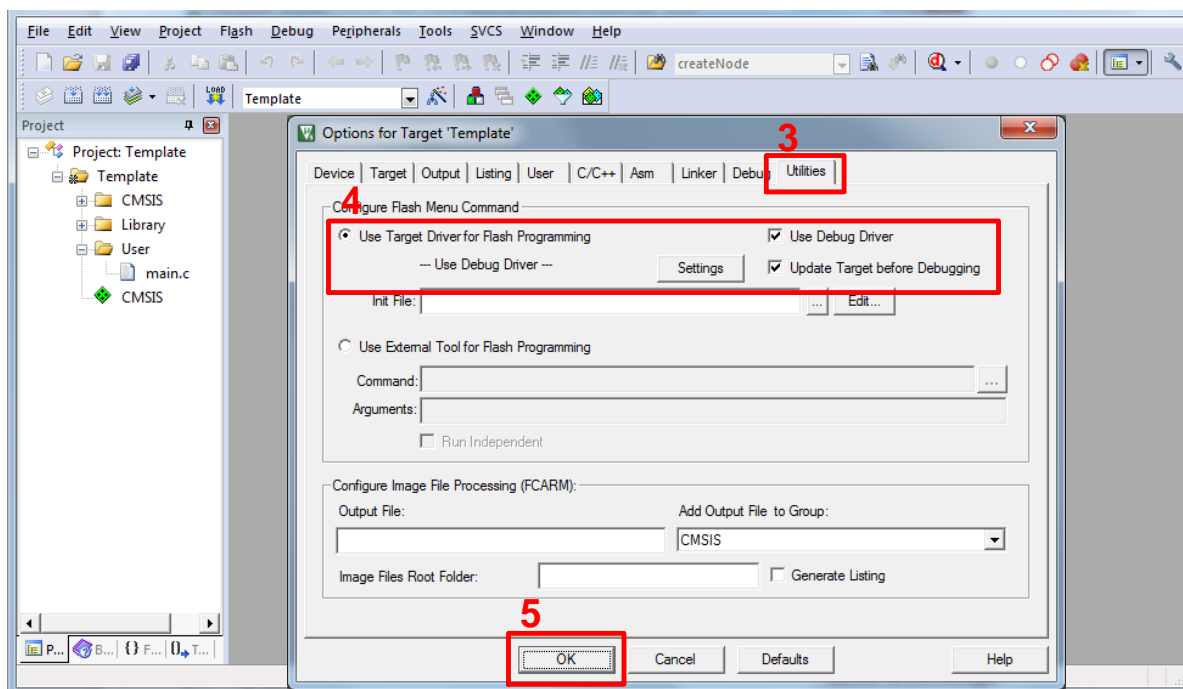 File Edit View Project Flash Debug Peripherals Tools SVCS Window Help
createNode
LOAD
Template
Project
Project: Template
Template
CMSIS
Library
User
main.c
CMSIS
P... B... {} F... 0 T...
Options for Target 'Template'
3
Device Target Output Listing User C/C++ Asm Linker Debug Utilities
4
Configure Flash Menu Command
Use Target Driver for Flash Programming Use Debug Driver
--- Use Debug Driver --- Settings Update Target before Debugging
Init File: ... Edit...
Use External Tool for Flash Programming
Command: ...
Arguments:
Run Independent
Configure Image File Processing (FCARM):
Output File: Add Output File to Group:
CMSIS
Image Files Root Folder: Generate Listing
5
OK Cancel Defaults Help